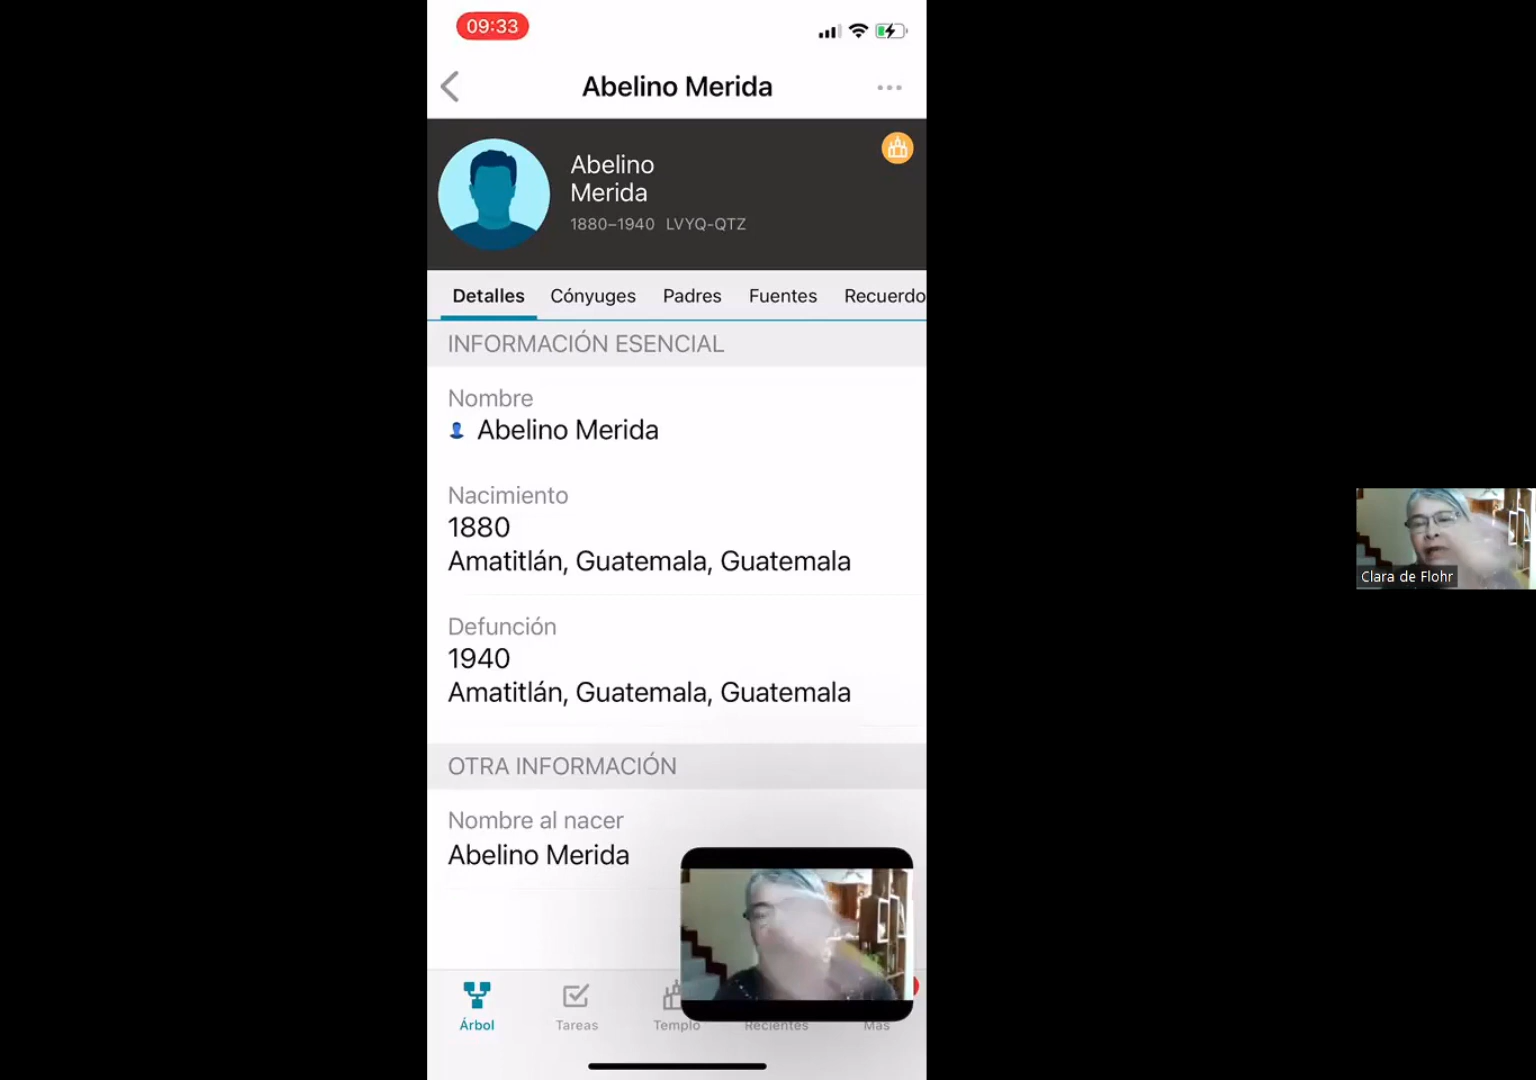 09:33
Abelino Merida
Abelino
Merida
1880–1940 LVYQ-QTZ
Detalles Cónyuges Padres Fuentes Recuerdo
INFORMACIÓN ESENCIAL
Nombre
Abelino Merida
Nacimiento
1880
Amatitlán, Guatemala, Guatemala
Defunción
1940
Amatitlán, Guatemala, Guatemala
OTRA INFORMACIÓN
Nombre al nacer
Abelino Merida
Árbol Tareas Templo Recientes Más
Clara de Flohr